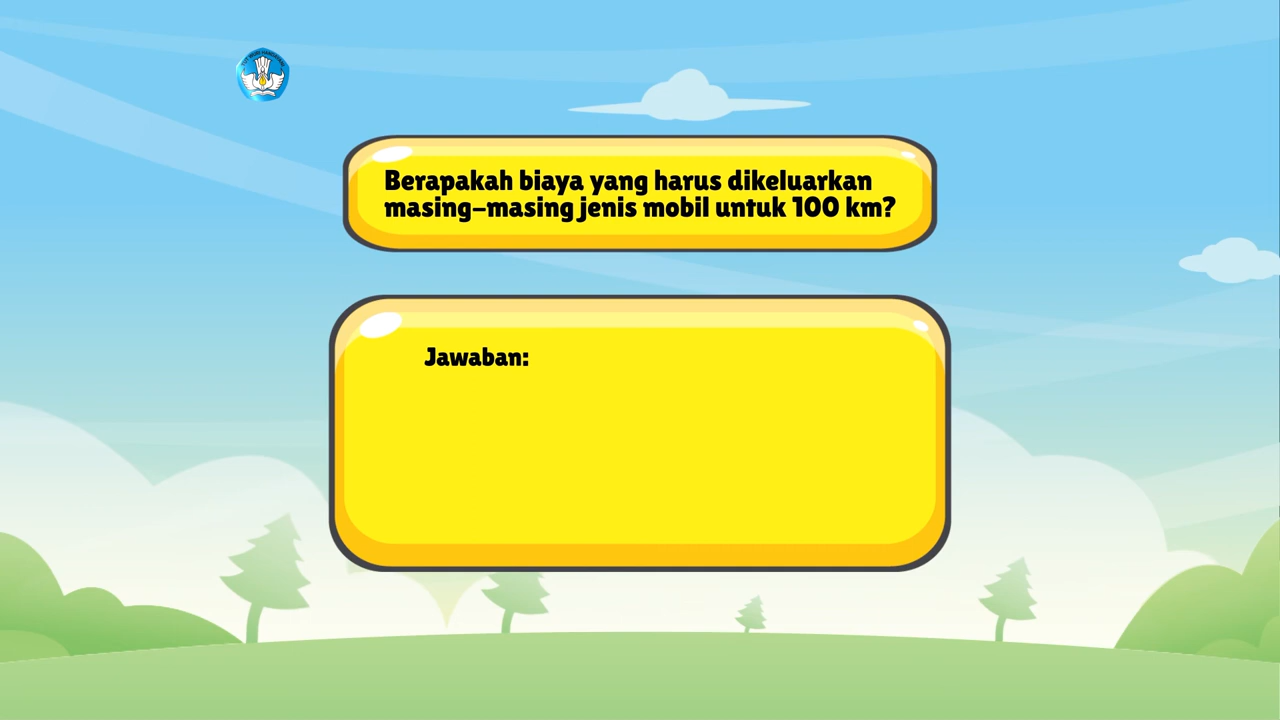 Berapakah biaya yang harus dikeluarkan
masing-masing jenis mobil untuk 100 km?
Jawaban: